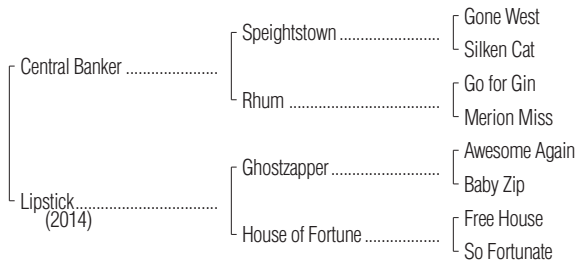 Gone West
Speightstown
Silken Cat
Central Banker
Go for Gin
Rhum
Merion Miss
Awesome Again
Ghostzapper
Baby Zip
Lipstick
(2014)
Free House
House of Fortune
So Fortunate